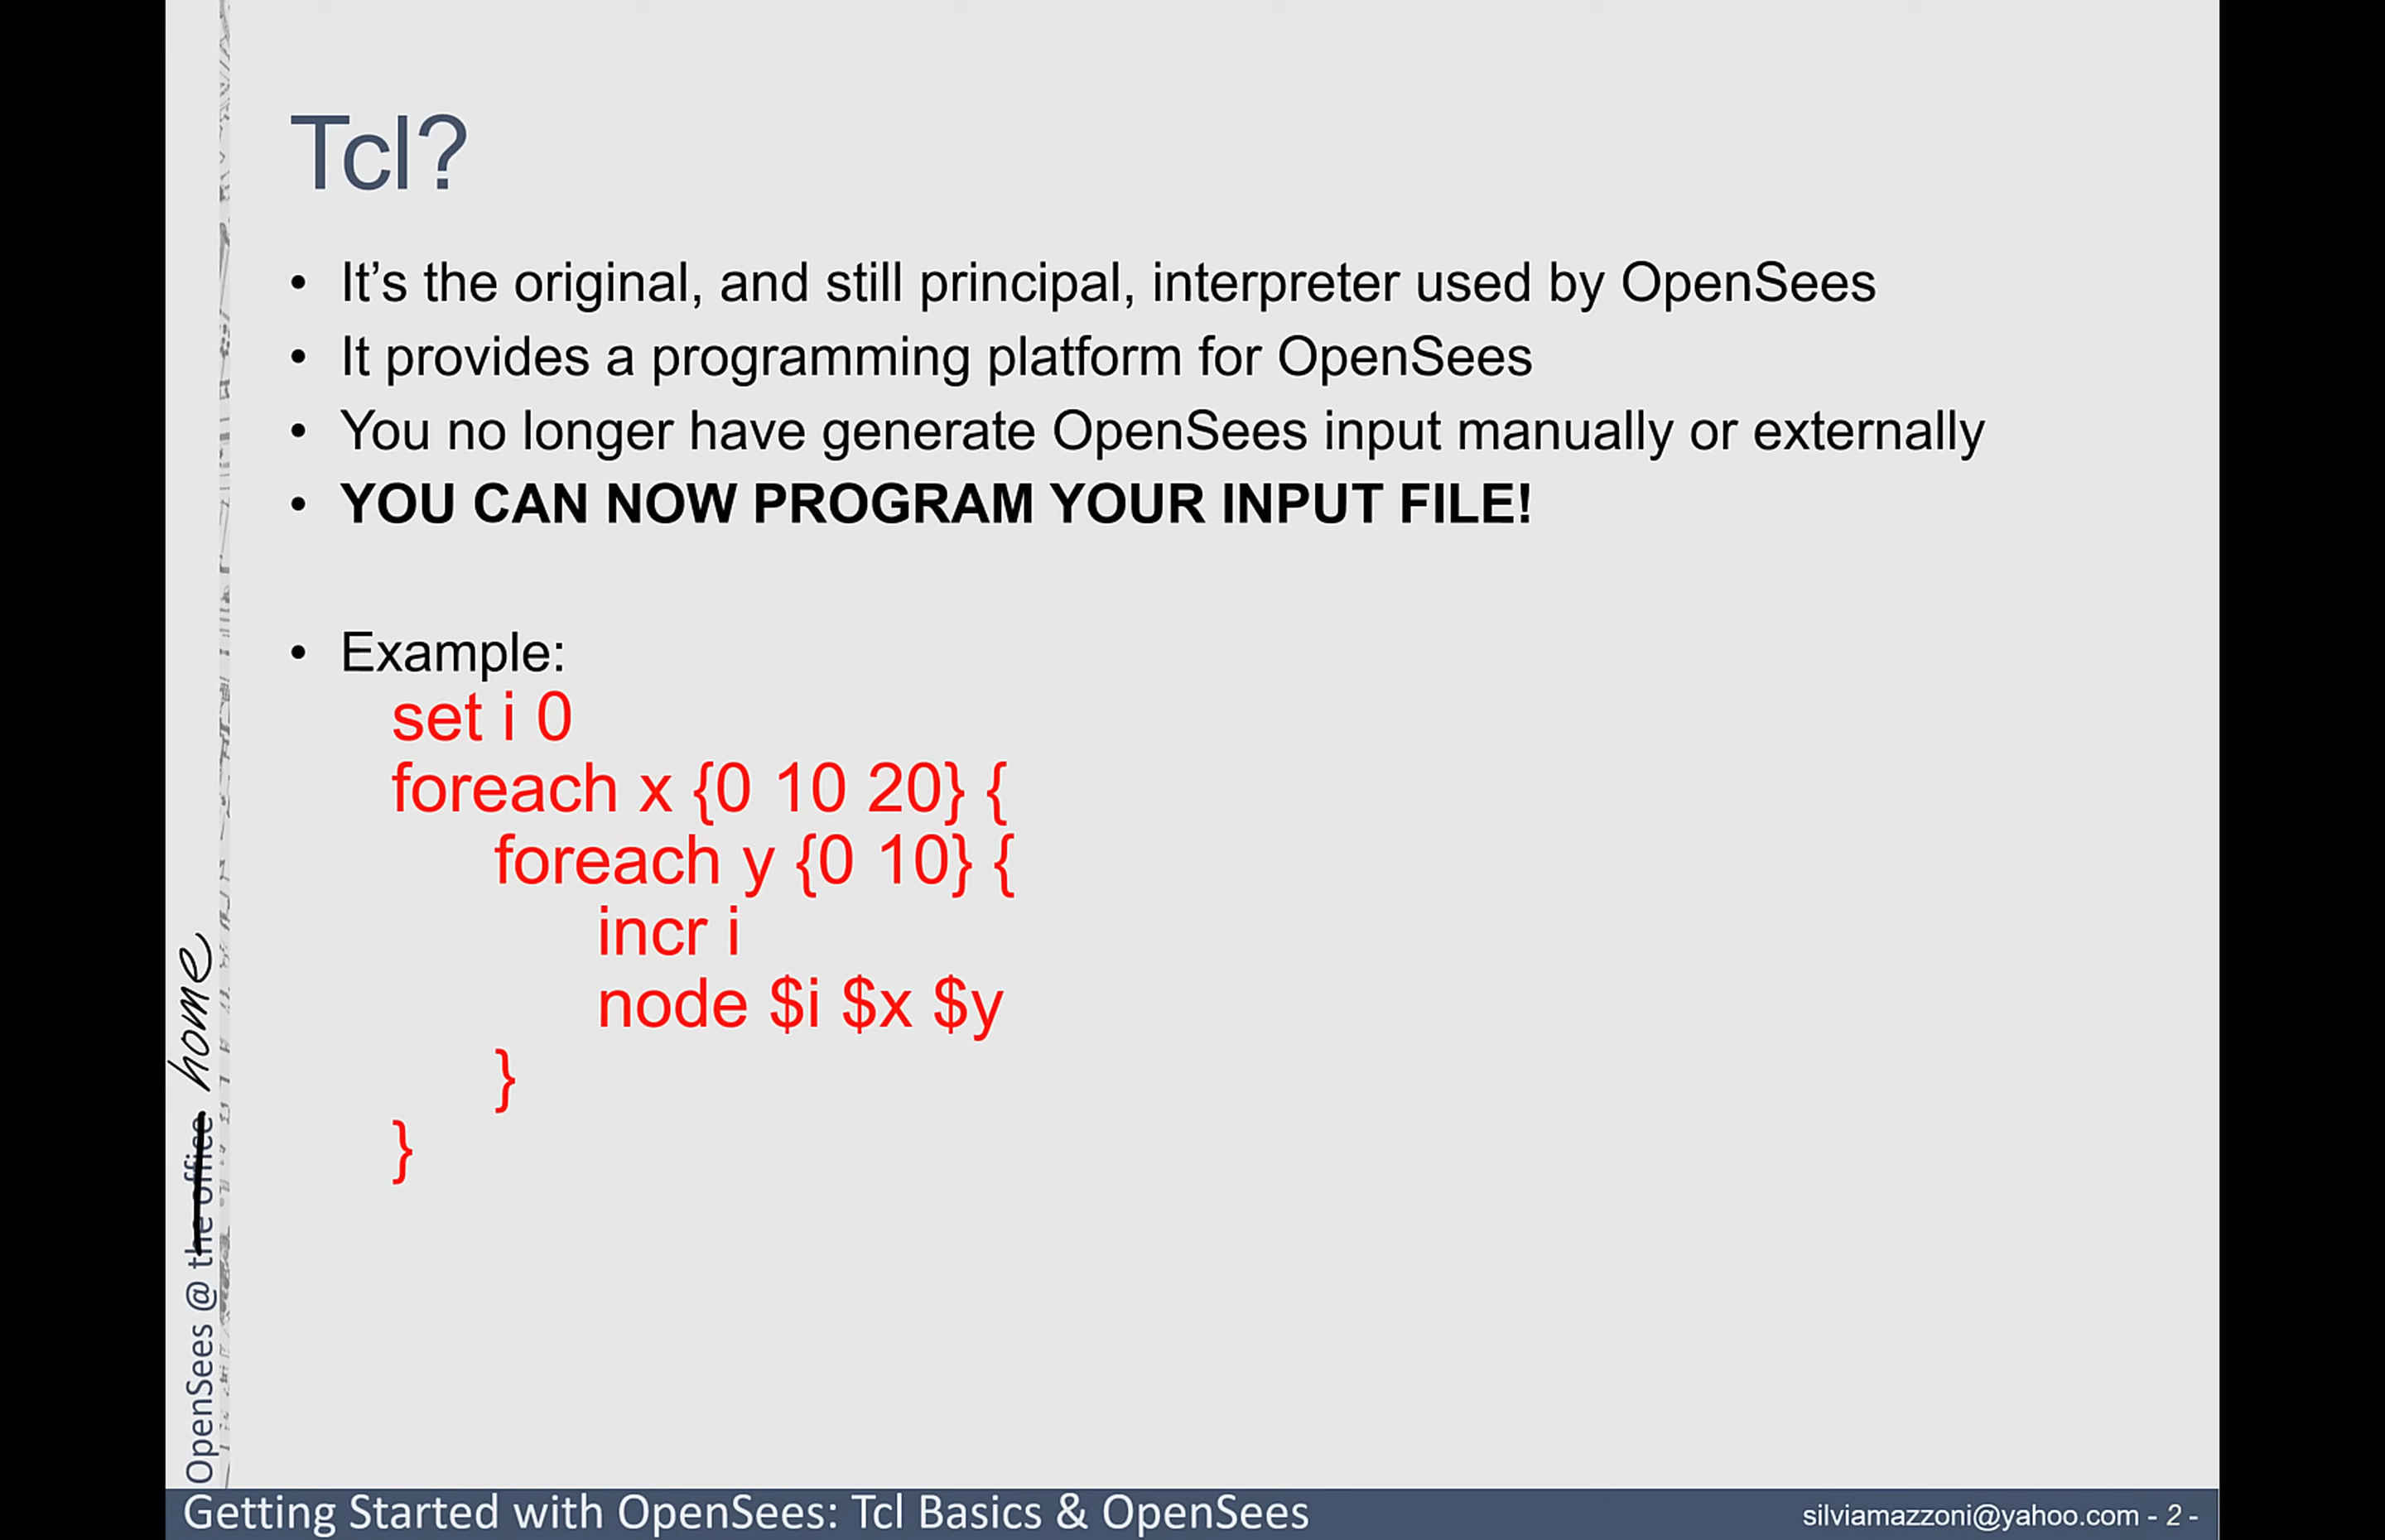 Tcl?
• It’s the original, and still principal, interpreter used by OpenSees
• It provides a programming platform for OpenSees
• You no longer have generate OpenSees input manually or externally
• YOU CAN NOW PROGRAM YOUR INPUT FILE!
• Example:
set i 0
foreach x {0 10 20} {
foreach y {0 10} {
incr i
node $i $x $y
}
}
OpenSees @ the office home
Getting Started with OpenSees: Tcl Basics & OpenSees
silviamazzoni@yahoo.com - 2 -